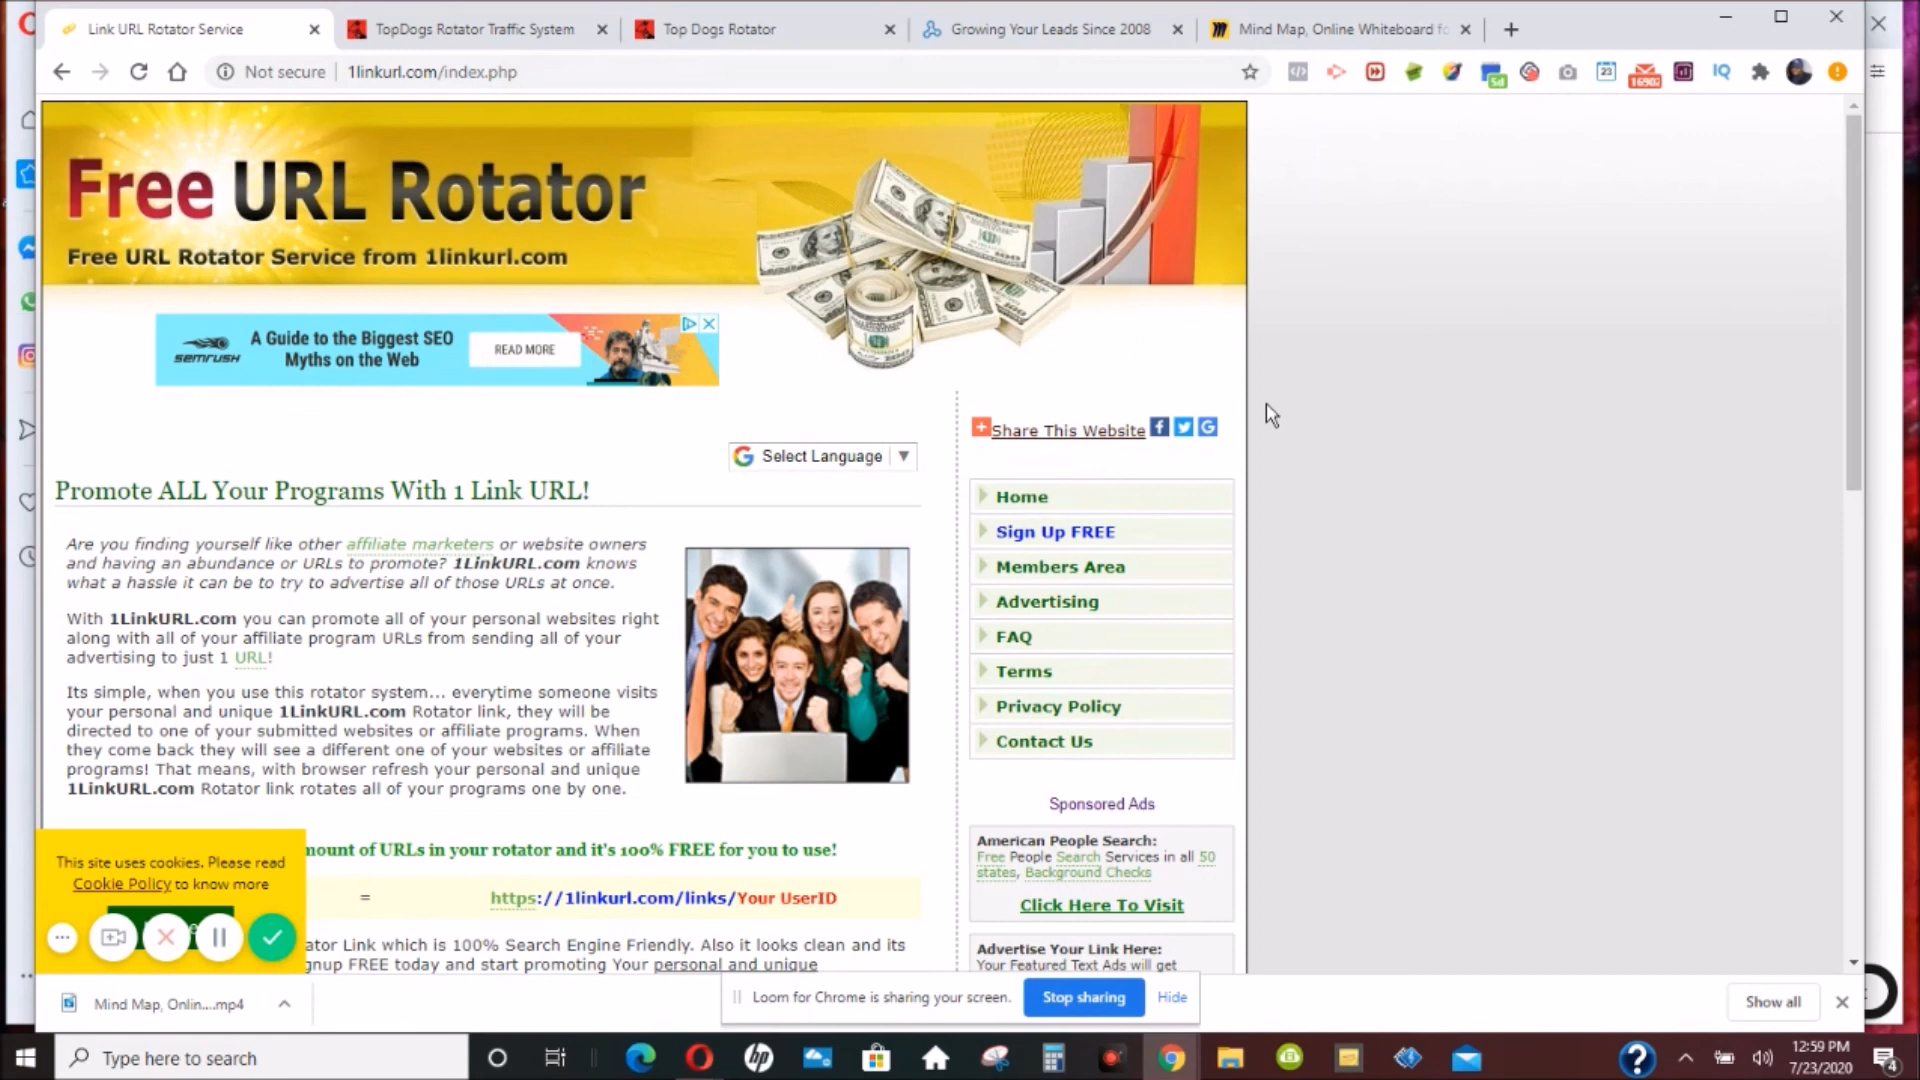 Link URL Rotator Service
TopDogs Rotator Traffic System
Top Dogs Rotator
Growing Your Leads Since 2008
Mind Map, Online Whiteboard fo
Not secure | 1linkurl.com/index.php
5d
23
16902
IQ
Free URL Rotator
Free URL Rotator Service from 1linkurl.com
SEMRUSH
A Guide to the Biggest SEO
Myths on the Web
READ MORE
Share This Website
Select Language
Promote ALL Your Programs With 1 Link URL!
Are you finding yourself like other affiliate marketers or website owners
and having an abundance or URLs to promote? 1LinkURL.com knows
what a hassle it can be to try to advertise all of those URLs at once.
With 1LinkURL.com you can promote all of your personal websites right
along with all of your affiliate program URLs from sending all of your
advertising to just 1 URL!
Its simple, when you use this rotator system... everytime someone visits
your personal and unique 1LinkURL.com Rotator link, they will be
directed to one of your submitted websites or affiliate programs. When
they come back they will see a different one of your websites or affiliate
programs! That means, with browser refresh your personal and unique
1LinkURL.com Rotator link rotates all of your programs one by one.
mount of URLs in your rotator and it's 100% FREE for you to use!
= https://1linkurl.com/links/Your UserID
ator Link which is 100% Search Engine Friendly. Also it looks clean and its
gnup FREE today and start promoting Your personal and unique
Home
Sign Up FREE
Members Area
Advertising
FAQ
Terms
Privacy Policy
Contact Us
Sponsored Ads
American People Search:
Free People Search Services in all 50
states, Background Checks
Click Here To Visit
Advertise Your Link Here:
Your Featured Text Ads will get
This site uses cookies. Please read
Cookie Policy to know more
Mind Map, Onlin....mp4
Loom for Chrome is sharing your screen.
Stop sharing
Hide
Show all
Type here to search
12:59 PM
7/23/2020
4